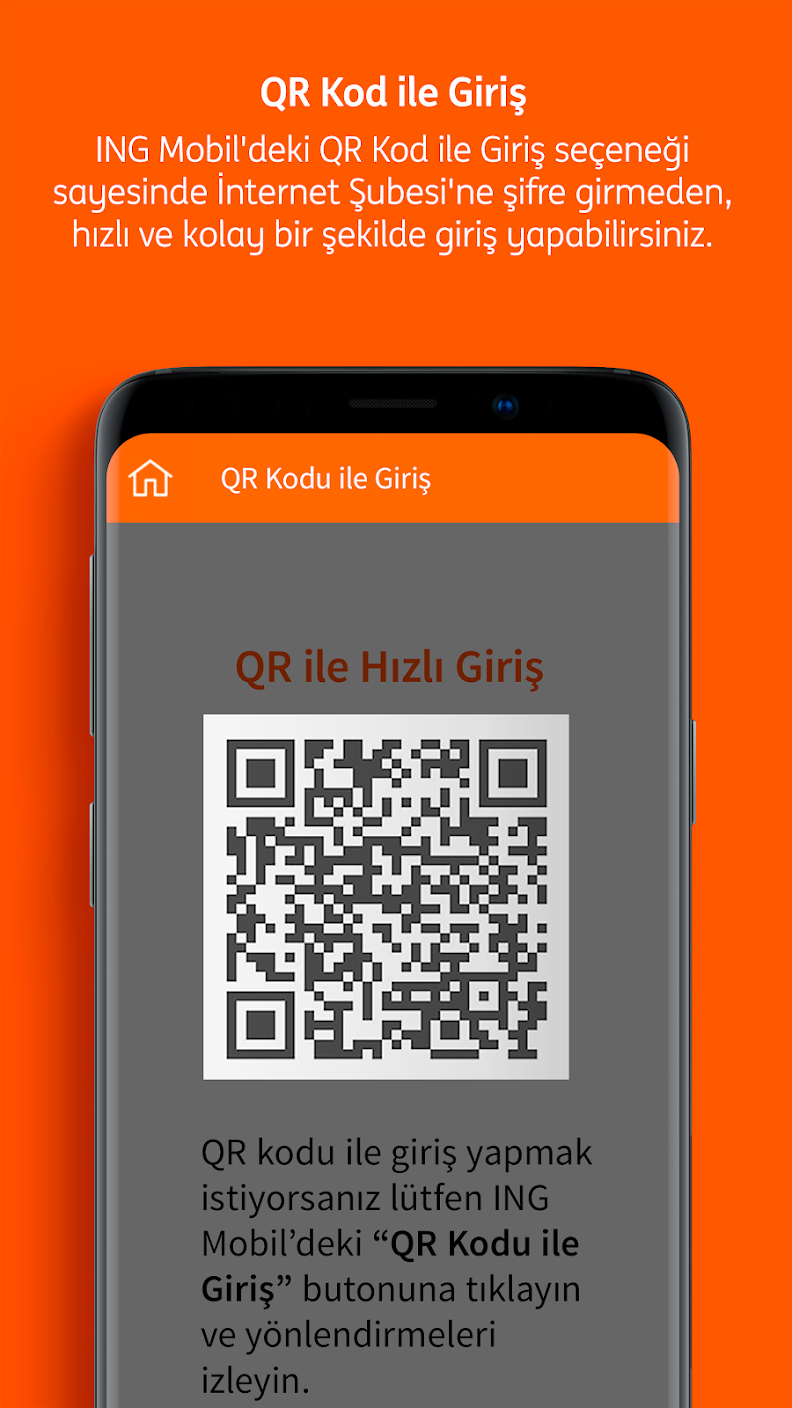 QR Kod ile Giriş
ING Mobil'deki QR Kod ile Giriş seçeneği
sayesinde İnternet Şubesi'ne şifre girmeden,
hızlı ve kolay bir şekilde giriş yapabilirsiniz.
QR Kodu ile Giriş
QR ile Hızlı Giriş
QR kodu ile giriş yapmak
istiyorsanız lütfen ING
Mobil’deki “QR Kodu ile
Giriş” butonuna tıklayın
ve yönlendirmeleri
izleyin.